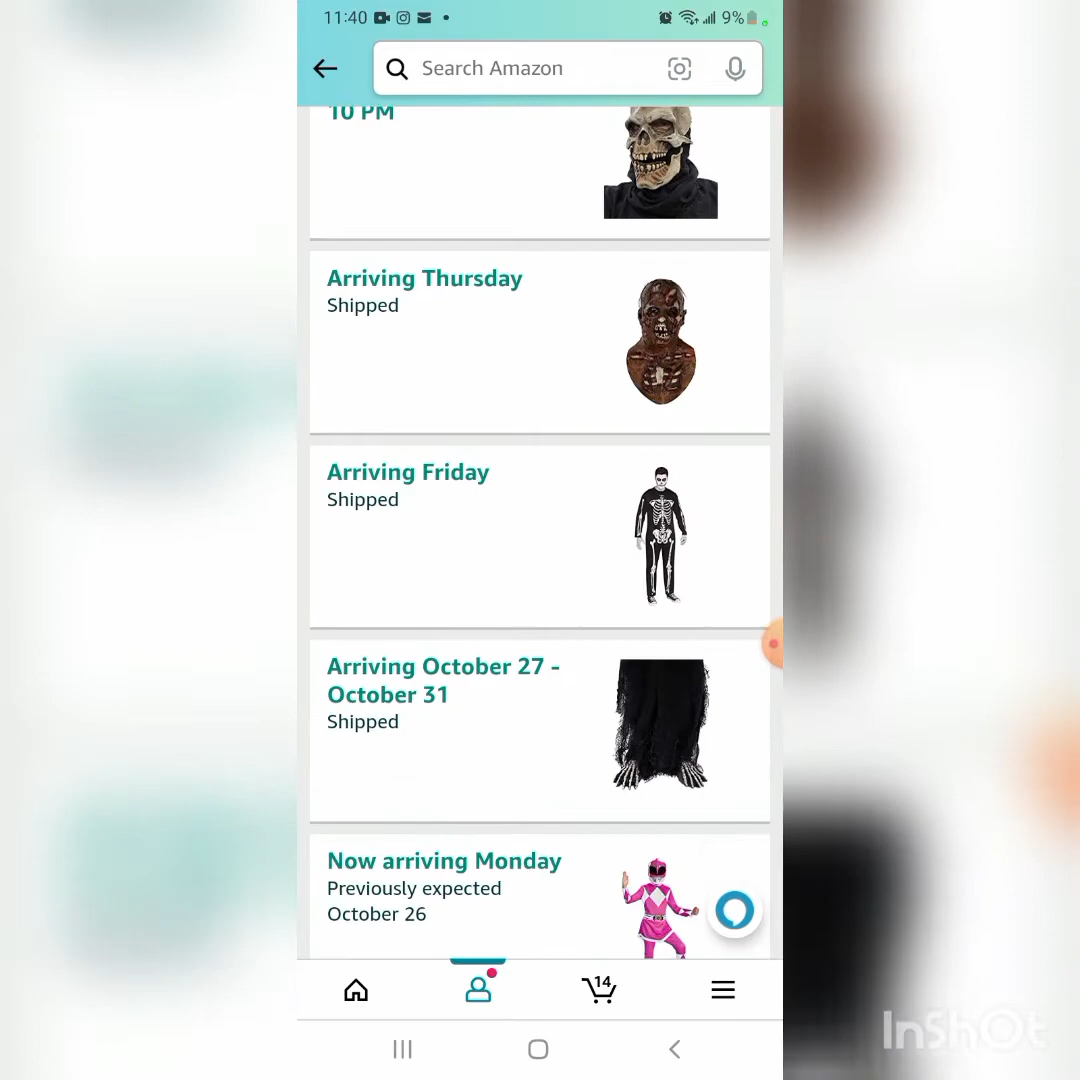 11:40
9%
Search Amazon
10 PM
Arriving Thursday
Shipped
Arriving Friday
Shipped
Arriving October 27 -
October 31
Shipped
Now arriving Monday
Previously expected
October 26
14
InShOt